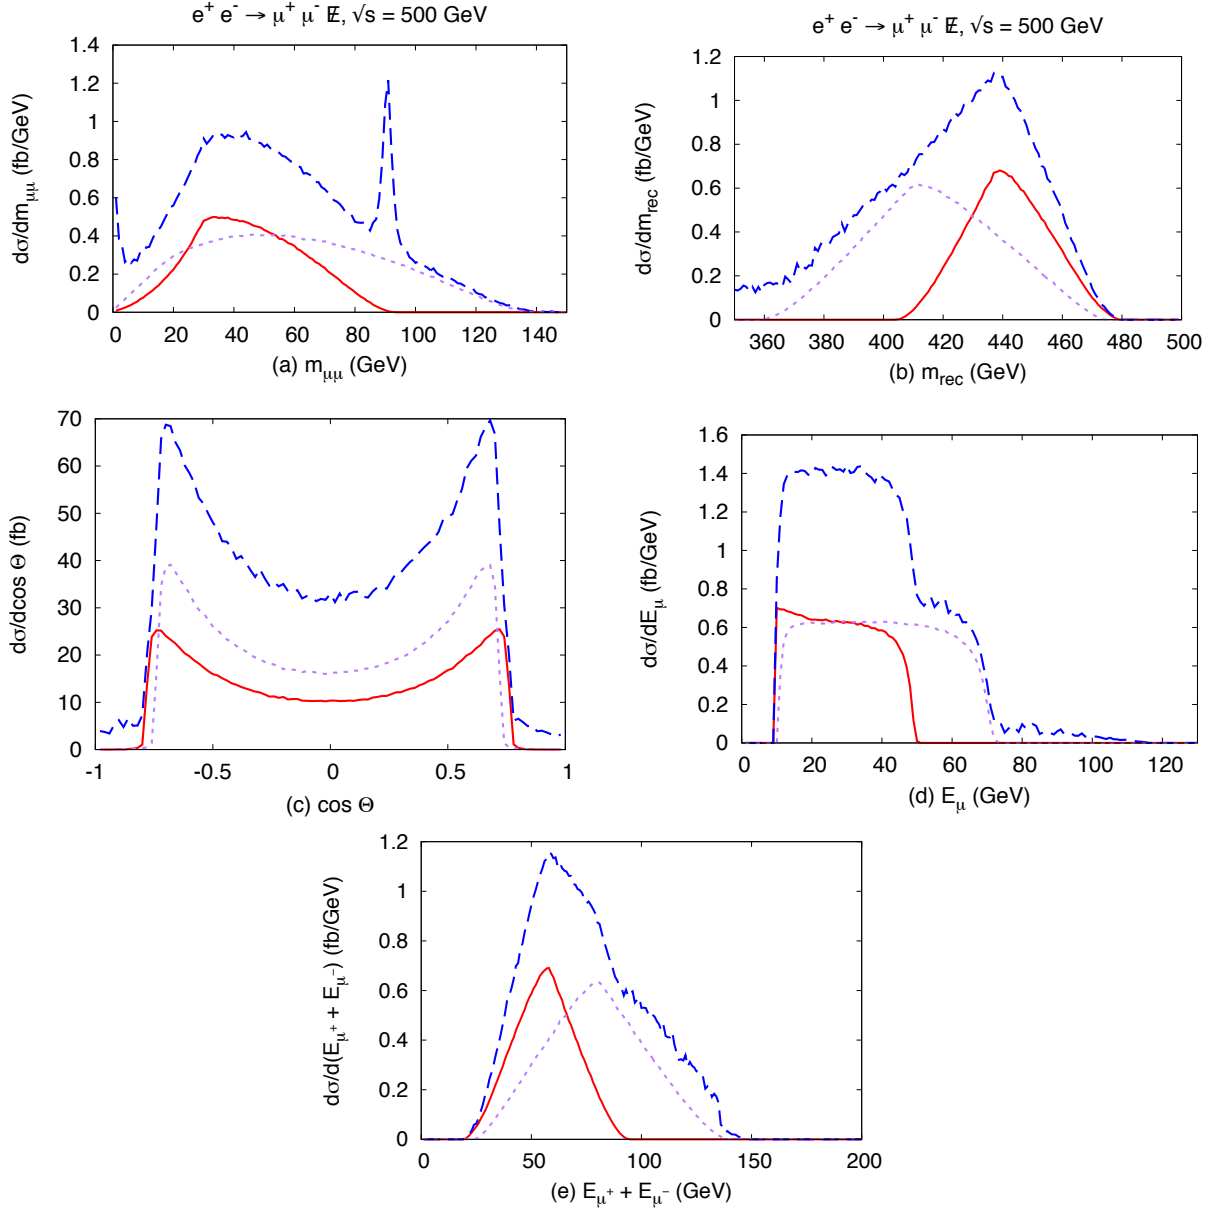 e⁺ e⁻ → μ⁺ μ⁻ E̸, √s = 500 GeV
dσ/dm_μμ (fb/GeV)
1.4
1.2
1
0.8
0.6
0.4
0.2
0
0 20 40 60 80 100 120 140
(a) m_μμ (GeV)
e⁺ e⁻ → μ⁺ μ⁻ E̸, √s = 500 GeV
dσ/dm_rec (fb/GeV)
1.2
1
0.8
0.6
0.4
0.2
0
360 380 400 420 440 460 480 500
(b) m_rec (GeV)
dσ/dcos Θ (fb)
70
60
50
40
30
20
10
0
-1 -0.5 0 0.5 1
(c) cos Θ
dσ/dE_μ (fb/GeV)
1.6
1.4
1.2
1
0.8
0.6
0.4
0.2
0
0 20 40 60 80 100 120
(d) E_μ (GeV)
dσ/d(E_μ⁺ + E_μ⁻) (fb/GeV)
1.2
1
0.8
0.6
0.4
0.2
0
0 50 100 150 200
(e) E_μ⁺ + E_μ⁻ (GeV)